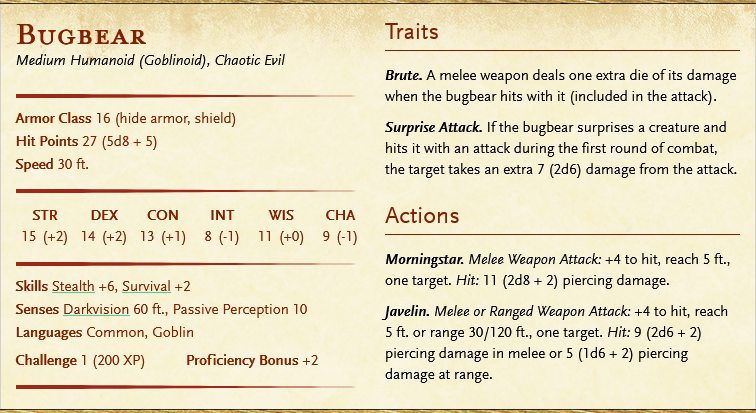 Bugbear
Medium Humanoid (Goblinoid), Chaotic Evil
Armor Class 16 (hide armor, shield)
Hit Points 27 (5d8 + 5)
Speed 30 ft.
STR DEX CON INT WIS CHA
15 (+2) 14 (+2) 13 (+1) 8 (-1) 11 (+0) 9 (-1)
Skills Stealth +6, Survival +2
Senses Darkvision 60 ft., Passive Perception 10
Languages Common, Goblin
Challenge 1 (200 XP) Proficiency Bonus +2
Traits
Brute. A melee weapon deals one extra die of its damage
when the bugbear hits with it (included in the attack).
Surprise Attack. If the bugbear surprises a creature and
hits it with an attack during the first round of combat,
the target takes an extra 7 (2d6) damage from the attack.
Actions
Morningstar. Melee Weapon Attack: +4 to hit, reach 5 ft.,
one target. Hit: 11 (2d8 + 2) piercing damage.
Javelin. Melee or Ranged Weapon Attack: +4 to hit, reach
5 ft. or range 30/120 ft., one target. Hit: 9 (2d6 + 2)
piercing damage in melee or 5 (1d6 + 2) piercing
damage at range.